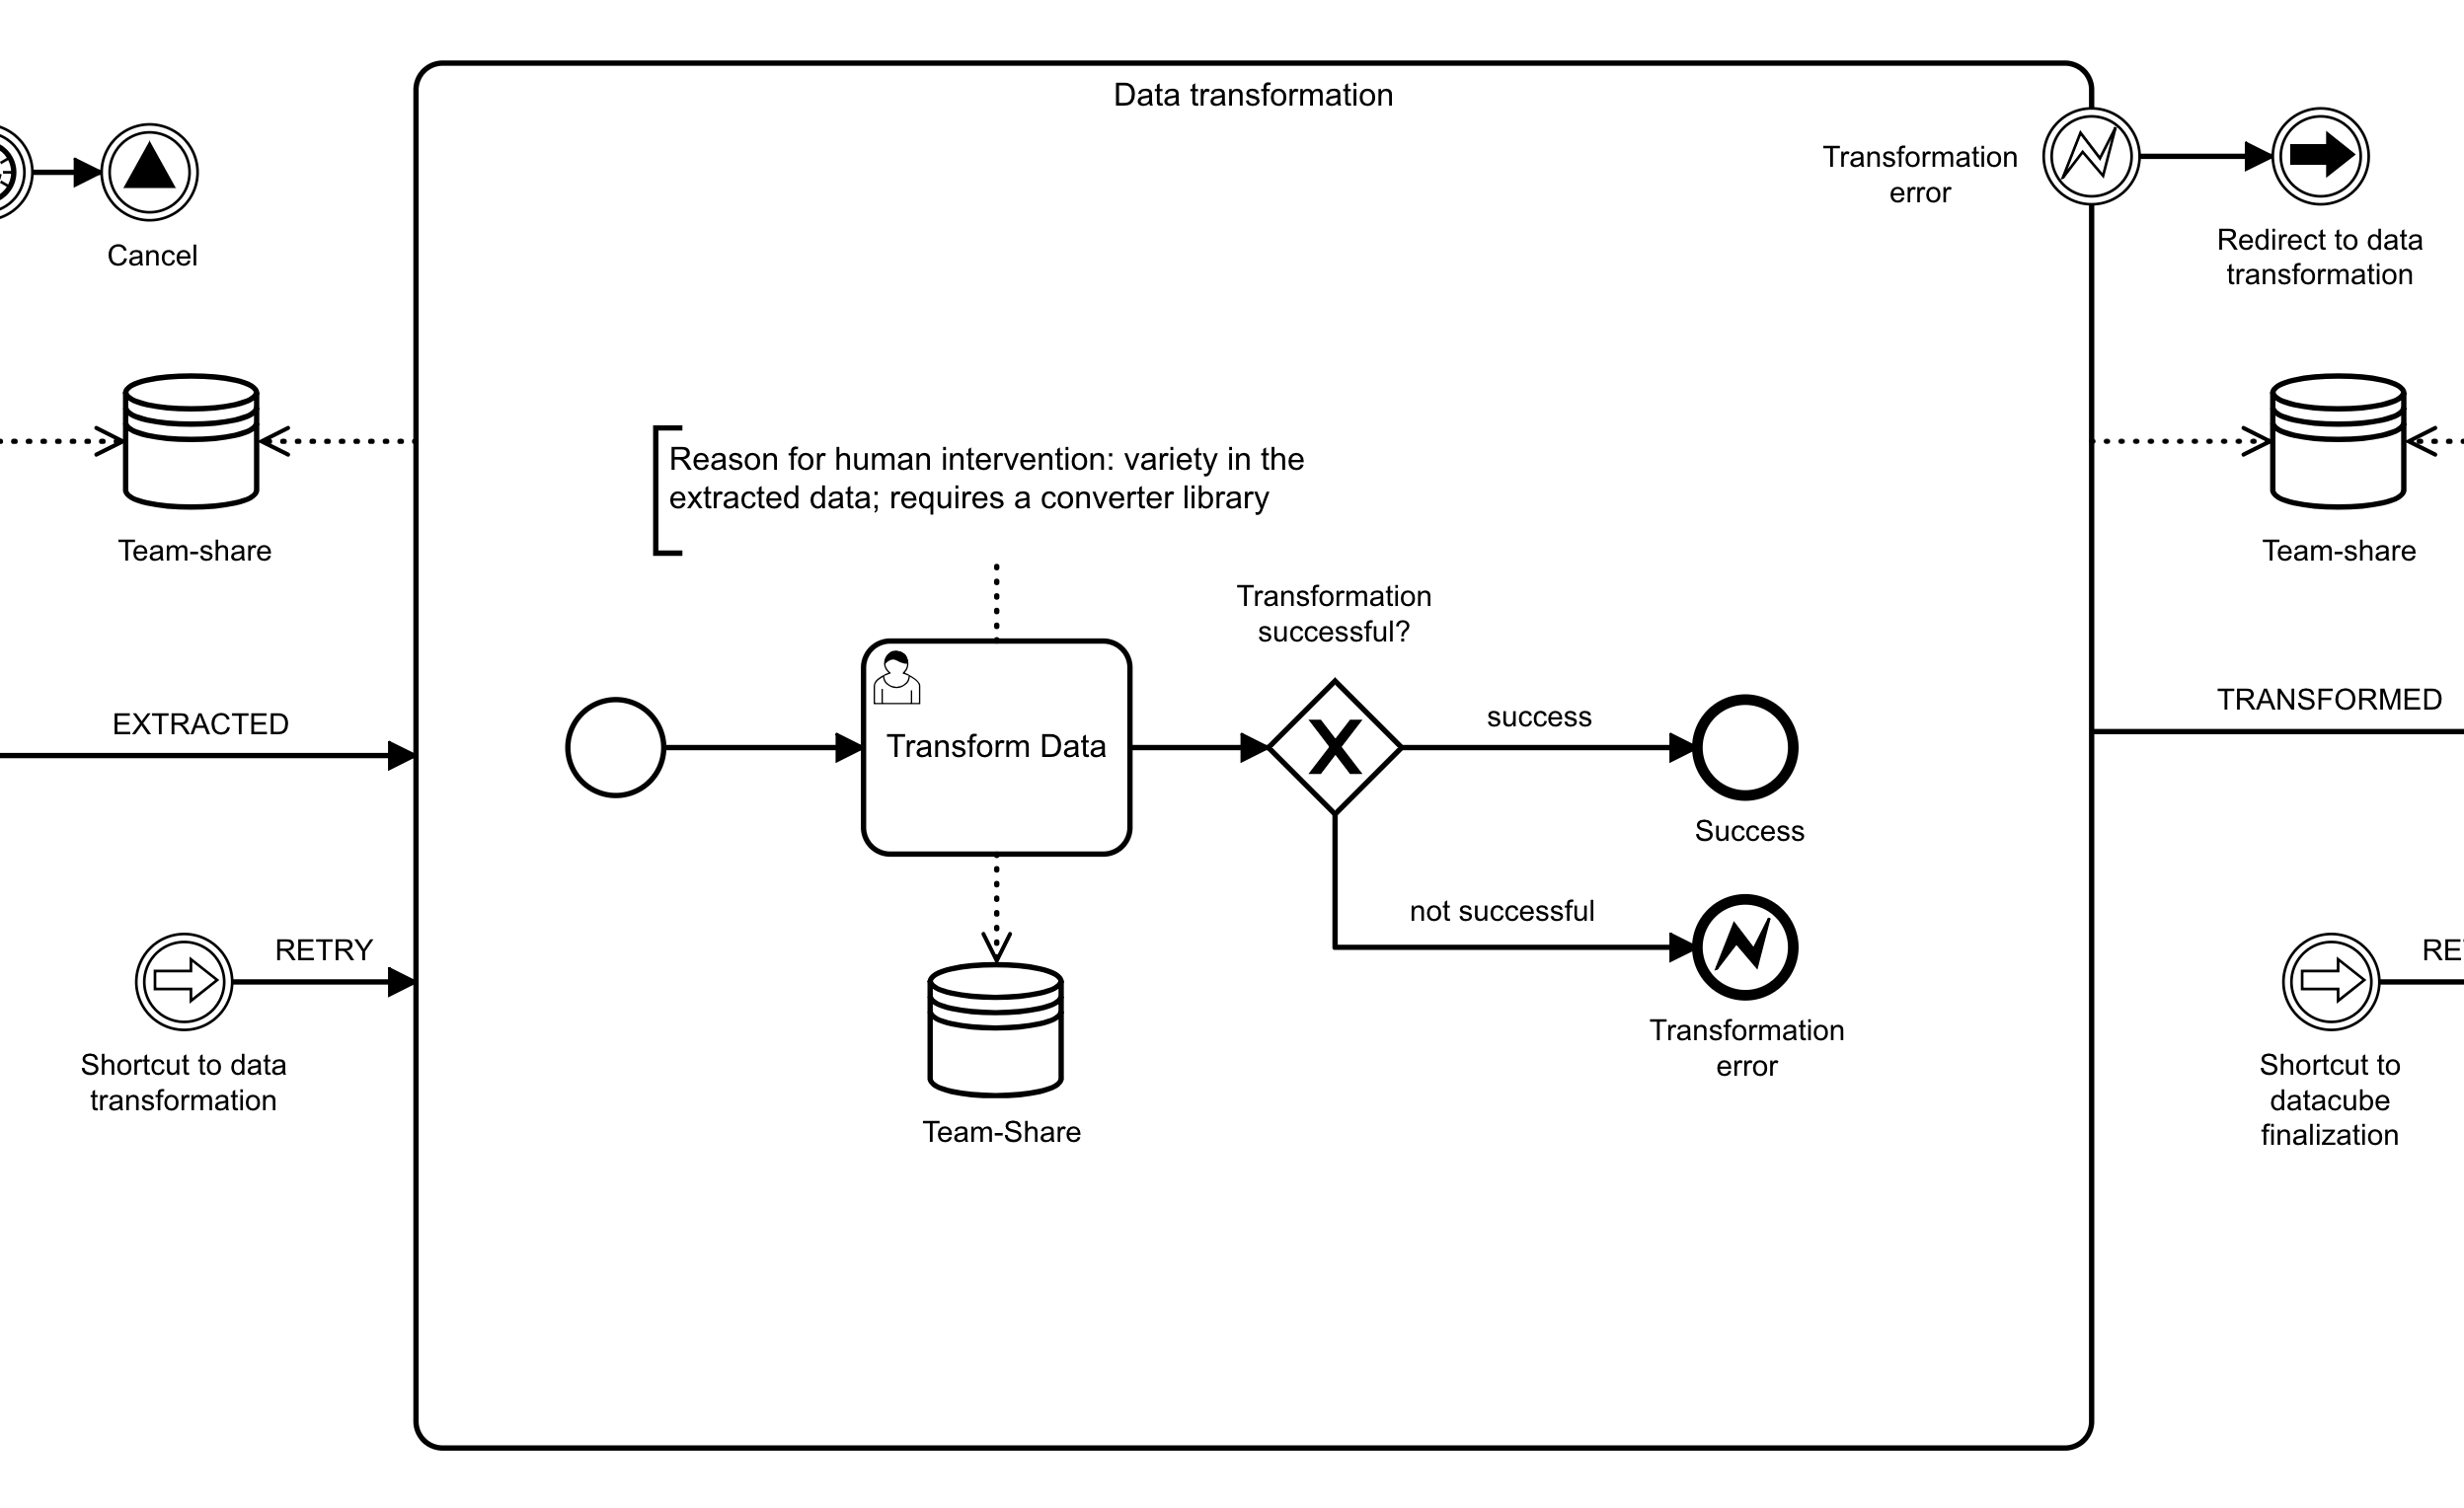 Data transformation
Cancel
Transformation
error
Redirect to data
transformation
Team-share
Reason for human intervention: variety in the
extracted data; requires a converter library
Team-share
Transformation
successful?
EXTRACTED
Transform Data
success
TRANSFORMED
Success
not successful
RETRY
Transformation
error
Shortcut to data
transformation
Team-Share
Shortcut to
datacube
finalization